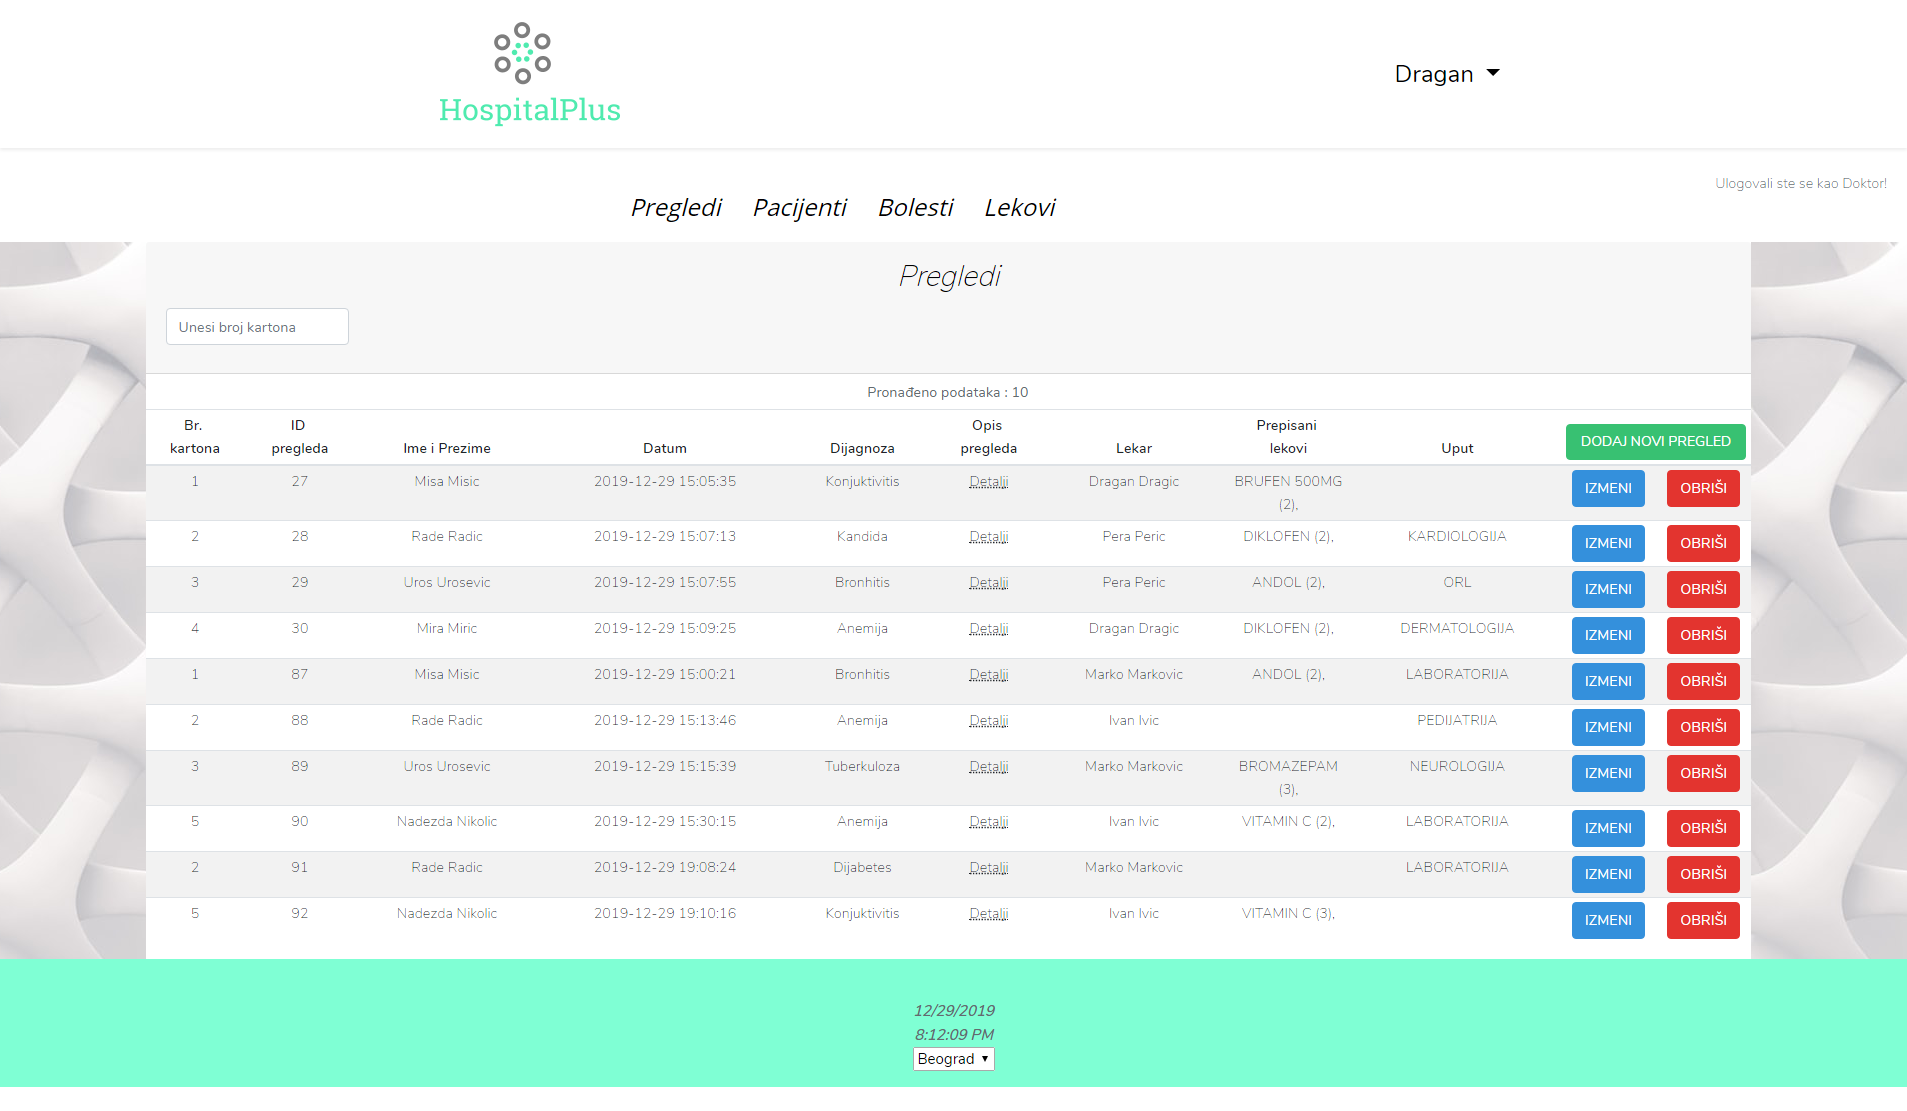 HospitalPlus
Dragan
Ulogovali ste se kao Doktor!
Pregledi Pacijenti Bolesti Lekovi
Pregledi
Unesi broj kartona
Pronađeno podataka : 10
Br. kartona ID pregleda Ime i Prezime Datum Dijagnoza Opis pregleda Lekar Prepisani lekovi Uput DODAJ NOVI PREGLED
1 27 Misa Misic 2019-12-29 15:05:35 Konjuktivitis Detalji Dragan Dragic BRUFEN 500MG (2), IZMENI OBRIŠI
2 28 Rade Radic 2019-12-29 15:07:13 Kandida Detalji Pera Peric DIKLOFEN (2), KARDIOLOGIJA IZMENI OBRIŠI
3 29 Uros Urosevic 2019-12-29 15:07:55 Bronhitis Detalji Pera Peric ANDOL (2), ORL IZMENI OBRIŠI
4 30 Mira Miric 2019-12-29 15:09:25 Anemija Detalji Dragan Dragic DIKLOFEN (2), DERMATOLOGIJA IZMENI OBRIŠI
1 87 Misa Misic 2019-12-29 15:00:21 Bronhitis Detalji Marko Markovic ANDOL (2), LABORATORIJA IZMENI OBRIŠI
2 88 Rade Radic 2019-12-29 15:13:46 Anemija Detalji Ivan Ivic PEDIJATRIJA IZMENI OBRIŠI
3 89 Uros Urosevic 2019-12-29 15:15:39 Tuberkuloza Detalji Marko Markovic BROMAZEPAM (3), NEUROLOGIJA IZMENI OBRIŠI
5 90 Nadezda Nikolic 2019-12-29 15:30:15 Anemija Detalji Ivan Ivic VITAMIN C (2), LABORATORIJA IZMENI OBRIŠI
2 91 Rade Radic 2019-12-29 19:08:24 Dijabetes Detalji Marko Markovic LABORATORIJA IZMENI OBRIŠI
5 92 Nadezda Nikolic 2019-12-29 19:10:16 Konjuktivitis Detalji Ivan Ivic VITAMIN C (3), IZMENI OBRIŠI
12/29/2019
8:12:09 PM
Beograd